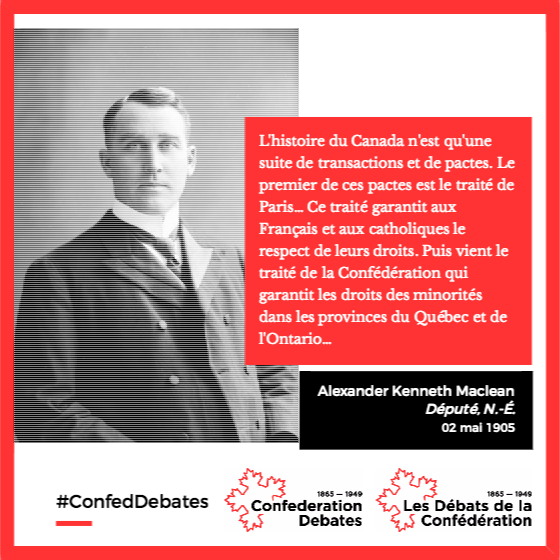 L'histoire du Canada n'est qu'une
suite de transactions et de pactes. Le
premier de ces pactes est le traité de
Paris... Ce traité garantit aux
Français et aux catholiques le
respect de leurs droits. Puis vient le
traité de la Confédération qui
garantit les droits des minorités
dans les provinces du Québec et de
l'Ontario...
Alexander Kenneth Maclean
Député, N.-É.
02 mai 1905
#ConfedDebates
1865 — 1949
Confederation
Debates
1865 — 1949
Les Débats de la
Confédération